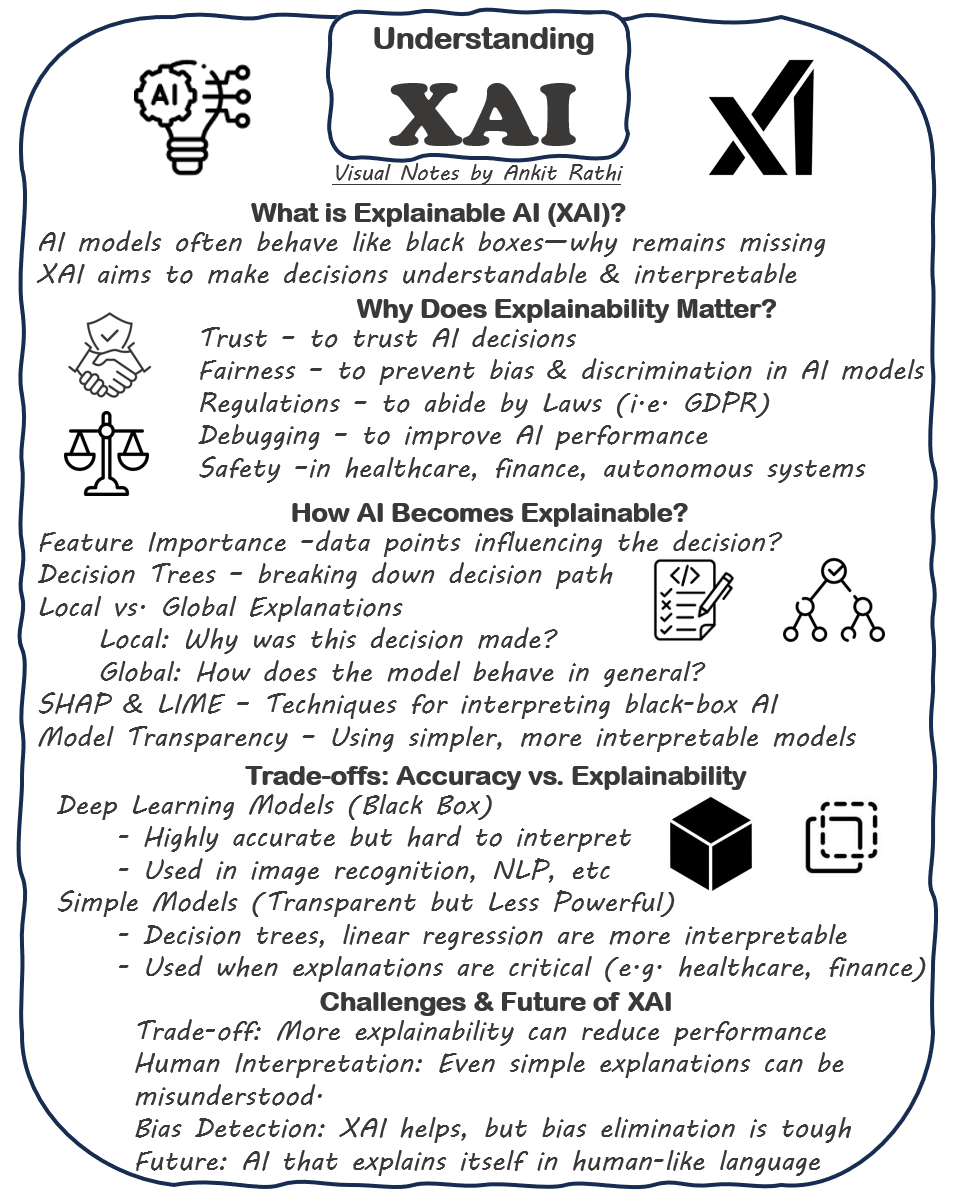 Understanding
XAI
Visual Notes by Ankit Rathi
AI
XI
What is Explainable AI (XAI)?
AI models often behave like black boxes—why remains missing
XAI aims to make decisions understandable & interpretable
Why Does Explainability Matter?
Trust – to trust AI decisions
Fairness – to prevent bias & discrimination in AI models
Regulations – to abide by Laws (i.e. GDPR)
Debugging – to improve AI performance
Safety –in healthcare, finance, autonomous systems
How AI Becomes Explainable?
Feature Importance –data points influencing the decision?
Decision Trees – breaking down decision path
</>
Local vs. Global Explanations
Local: Why was this decision made?
Global: How does the model behave in general?
SHAP & LIME – Techniques for interpreting black-box AI
Model Transparency – Using simpler, more interpretable models
Trade-offs: Accuracy vs. Explainability
Deep Learning Models (Black Box)
- Highly accurate but hard to interpret
- Used in image recognition, NLP, etc
Simple Models (Transparent but Less Powerful)
- Decision trees, linear regression are more interpretable
- Used when explanations are critical (e.g. healthcare, finance)
Challenges & Future of XAI
Trade-off: More explainability can reduce performance
Human Interpretation: Even simple explanations can be
misunderstood.
Bias Detection: XAI helps, but bias elimination is tough
Future: AI that explains itself in human-like language